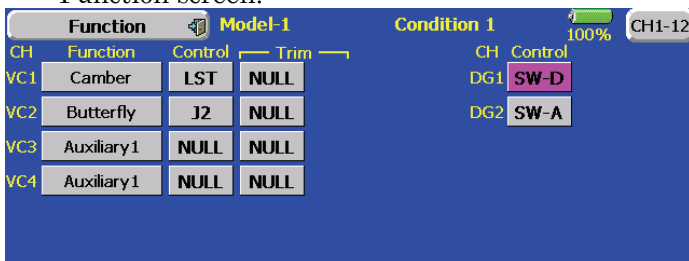 Function screen.
Function Model-1 Condition 1 100% CH1-12
CH Function Control Trim CH Control
VC1 Camber LST NULL DG1 SW-D
VC2 Butterfly J2 NULL DG2 SW-A
VC3 Auxiliary1 NULL NULL
VC4 Auxiliary1 NULL NULL